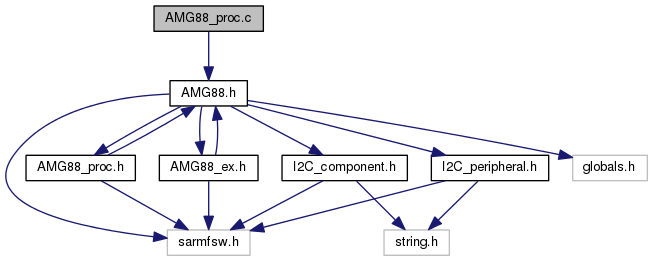 AMG88_proc.c
AMG88.h
AMG88_proc.h
AMG88_ex.h
I2C_component.h
I2C_peripheral.h
globals.h
sarmfsw.h
string.h